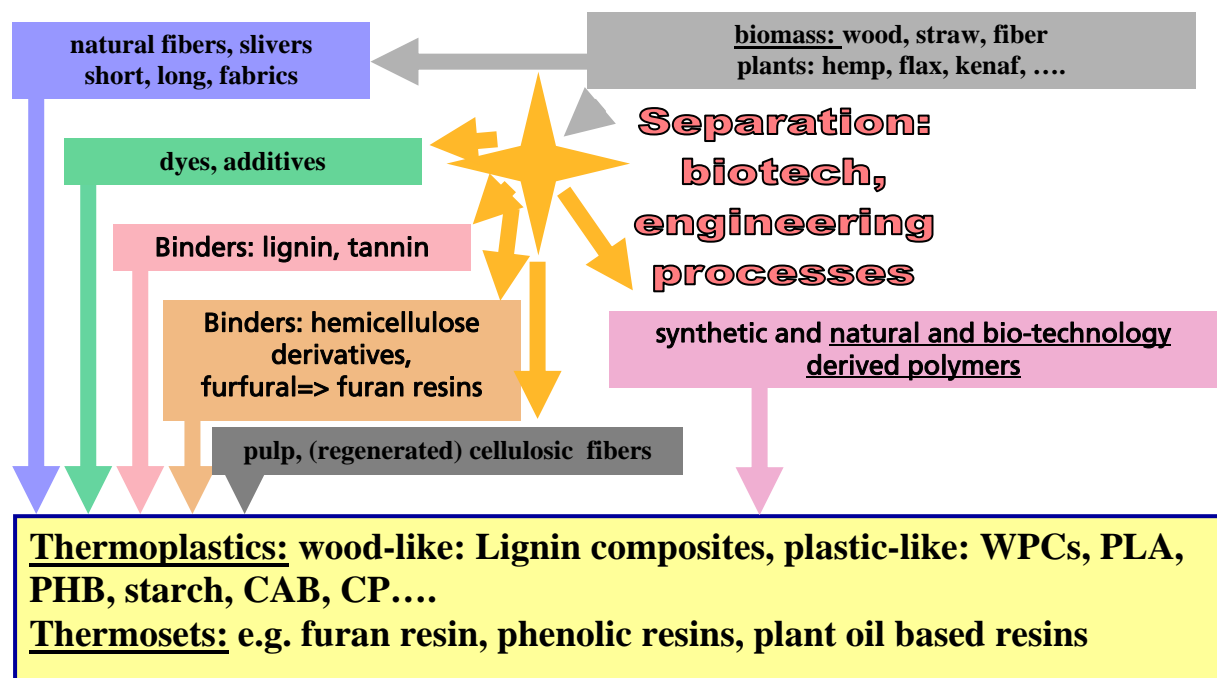 natural fibers, slivers
short, long, fabrics
biomass: wood, straw, fiber
plants: hemp, flax, kenaf, ….
Separation:
biotech,
engineering
processes
dyes, additives
Binders: lignin, tannin
Binders: hemicellulose
derivatives,
furfural=> furan resins
synthetic and natural and bio-technology
derived polymers
pulp, (regenerated) cellulosic fibers
Thermoplastics: wood-like: Lignin composites, plastic-like: WPCs, PLA,
PHB, starch, CAB, CP….
Thermosets: e.g. furan resin, phenolic resins, plant oil based resins